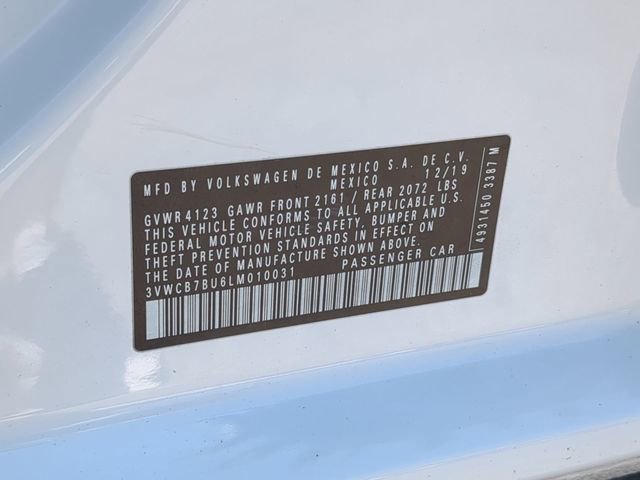 MFD BY VOLKSWAGEN DE MEXICO S.A. DE C.V.
MEXICO 12/19
GVWR 4123 GAWR FRONT 2161 / REAR 2072 LBS
THIS VEHICLE CONFORMS TO ALL APPLICABLE U.S.
FEDERAL MOTOR VEHICLE SAFETY, BUMPER AND
THEFT PREVENTION STANDARDS IN EFFECT ON
THE DATE OF MANUFACTURE SHOWN ABOVE.
3VWCB7BU6LM010031 PASSENGER CAR
4931450 3387 M